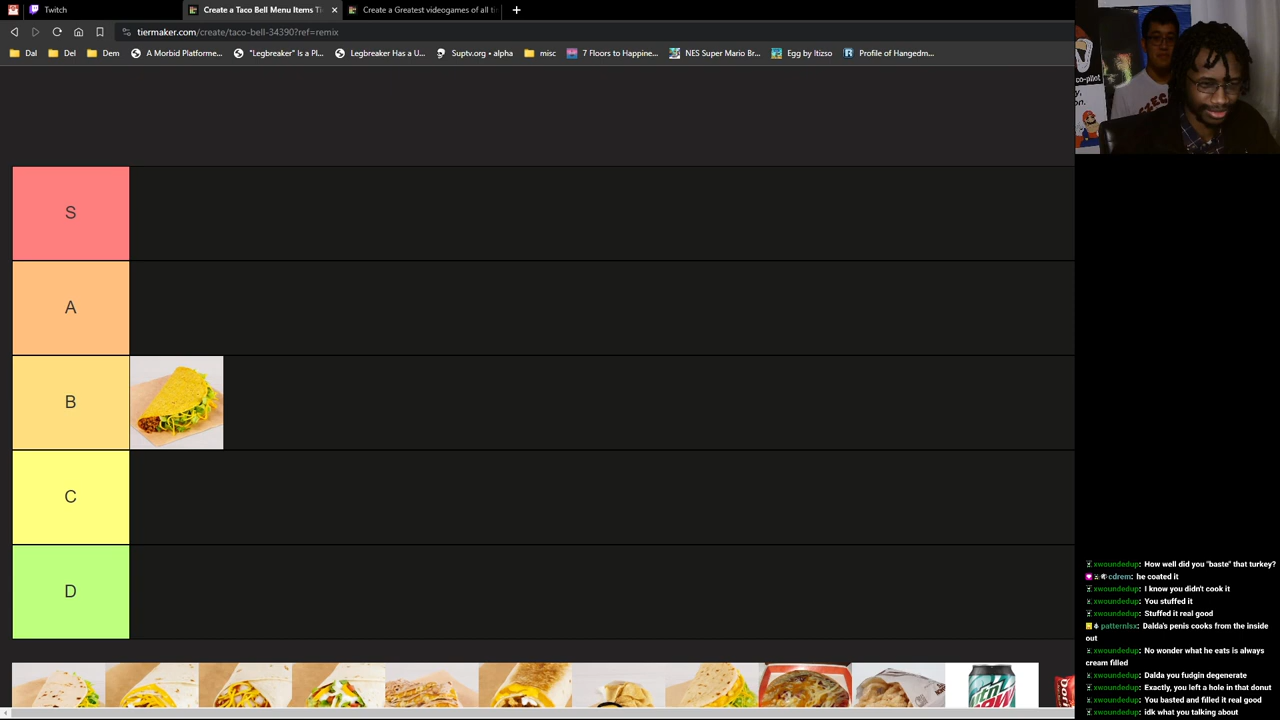 Twitch
Create a Taco Bell Menu Items Ti
Create a Greatest videogames of all ti
tiermaker.com/create/taco-bell-34390?ref=remix
Dal
Del
Dem
A Morbid Platforme...
"Legbreaker" Is a Pl...
Legbreaker Has a U...
Suptv.org • alpha
misc
7 Floors to Happine...
NES Super Mario Br...
Egg by Itizso
Profile of Hangedm...
S
A
B
C
D
co-pilot
xwoundedup: How well did you "baste" that turkey?
cdrem: he coated it
xwoundedup: I know you didn't cook it
xwoundedup: You stuffed it
xwoundedup: Stuffed it real good
patternlsx: Dalda's penis cooks from the inside
out
xwoundedup: No wonder what he eats is always
cream filled
xwoundedup: Dalda you fudgin degenerate
xwoundedup: Exactly, you left a hole in that donut
xwoundedup: You basted and filled it real good
xwoundedup: idk what you talking about